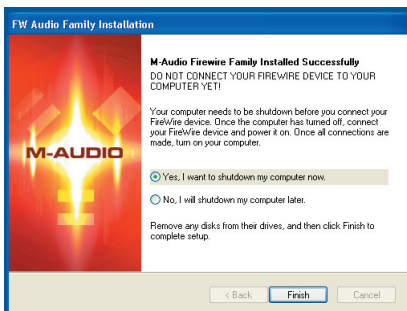 FW Audio Family Installation
M-Audio Firewire Family Installed Successfully
DO NOT CONNECT YOUR FIREWIRE DEVICE TO YOUR
COMPUTER YET!
Your computer needs to be shutdown before you connect your
FireWire device. Once the computer has turned off, connect
your FireWire device and power it on. Once all connections are
made, turn on your computer.
M-AUDIO
Yes, I want to shutdown my computer now.
No, I will shutdown my computer later.
Remove any disks from their drives, and then click Finish to
complete setup.
< Back Finish Cancel